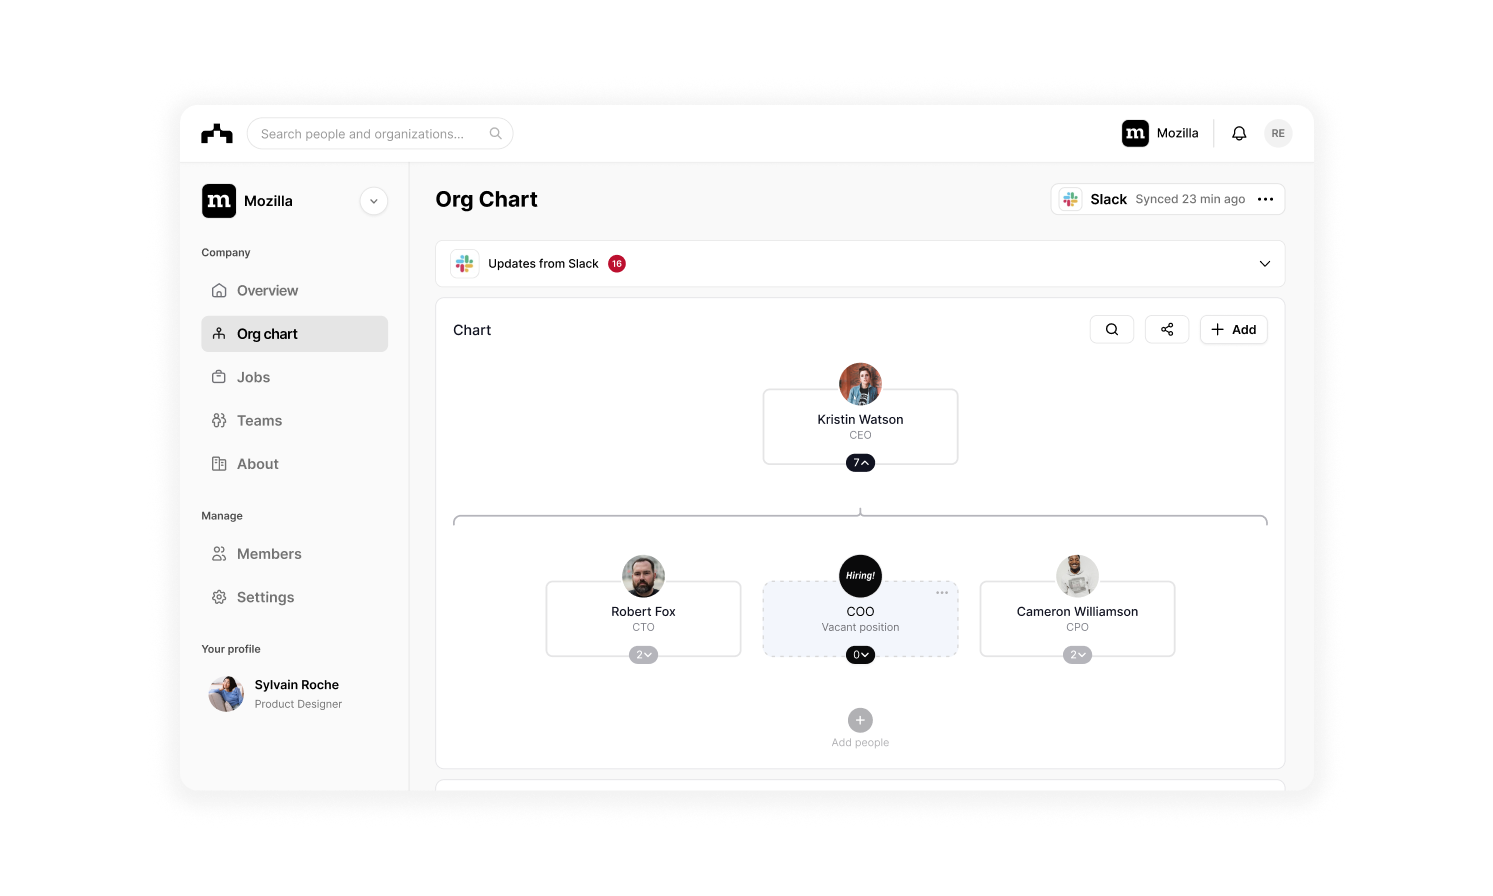 Search people and organizations...
m Mozilla
RE
m Mozilla
Company
Overview
Org chart
Jobs
Teams
About
Manage
Members
Settings
Your profile
Sylvain Roche
Product Designer
Org Chart
Slack Synced 23 min ago
Updates from Slack 16
Chart
Add
Kristin Watson
CEO
7
Robert Fox
CTO
2
Hiring!
COO
Vacant position
0
Cameron Williamson
CPO
2
Add people